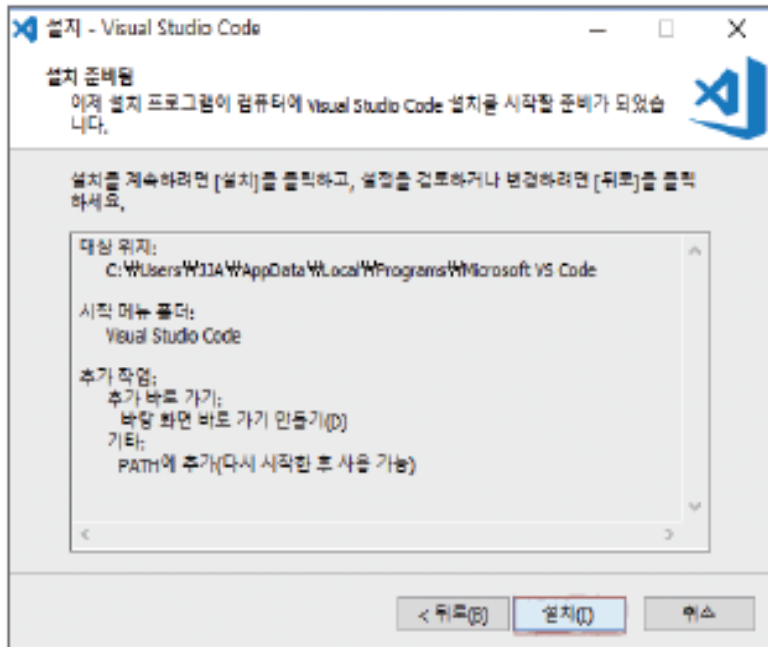 설치 - Visual Studio Code
설치 준비됨
이제 설치 프로그램이 컴퓨터에 Visual Studio Code 설치를 시작할 준비가 되었습
니다.
설치를 계속하려면 [설치]를 클릭하고, 설정을 검토하거나 변경하려면 [뒤로]를 클릭
하세요.
대상 위치:
C:₩Users₩JJA₩AppData₩Local₩Programs₩Microsoft VS Code
시작 메뉴 폴더:
Visual Studio Code
추가 작업:
추가 바로 가기:
바탕 화면 바로 가기 만들기(D)
기타:
PATH에 추가(다시 시작한 후 사용 가능)
< 뒤로(B)
설치(I)
취소